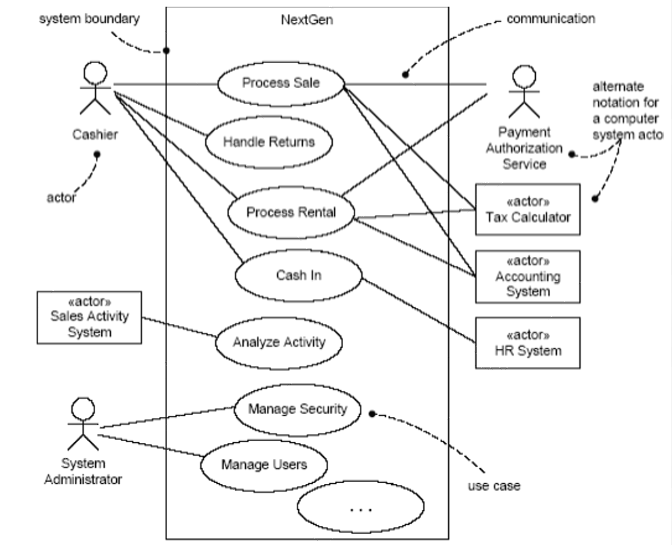 system boundary
NextGen
communication
Process Sale
alternate
notation for
a computer
system acto
Cashier
Handle Returns
Payment
Authorization
Service
actor
Process Rental
«actor»
Tax Calculator
Cash In
«actor»
Accounting
System
«actor»
Sales Activity
System
Analyze Activity
«actor»
HR System
Manage Security
System
Administrator
Manage Users
use case
. . .